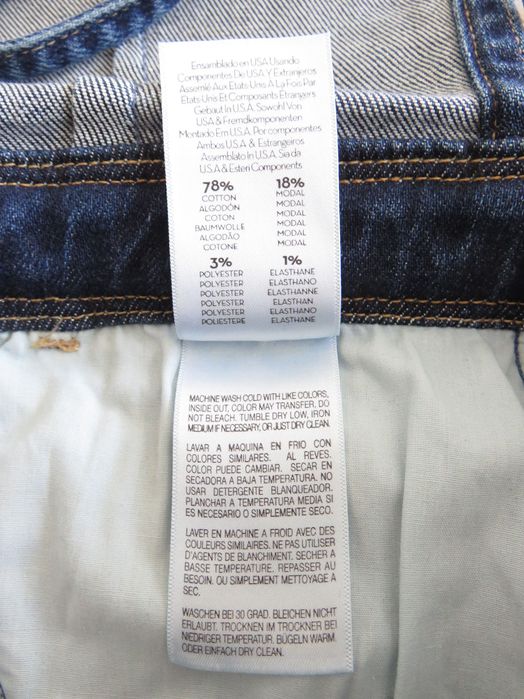 Ensamblado en USA Usando
Componentes De USA Y Extranjeros
Assemlé Aux Etats-Unis A La Fois Par
Etats-Unis Et Composants Etrangers
Gebaut In U.S.A. Sowohl Von
USA & Fremdkomponenten
Montado Em U.S.A. Por componentes
Ambos U.S.A & Estrangeiros
Assemblato In U.S.A. Sia da
U.S.A & Esteri Componenti
78% 18%
COTTON MODAL
ALGODÓN MODAL
COTON MODAL
BAUMWOLLE MODAL
ALGODÃO MODAL
COTONE MODAL
3% 1%
POLYESTER ELASTHANE
POLYESTER ELASTHANO
POLYESTER ELASTHANNE
POLYESTER ELASTHAN
POLYESTER ELASTHANO
POLIESTERE ELASTHANO
MACHINE WASH COLD WITH LIKE COLORS,
INSIDE OUT. COLOR MAY TRANSFER. DO
NOT BLEACH. TUMBLE DRY LOW, IRON
MEDIUM IF NECESSARY, OR JUST DRY CLEAN.
LAVAR A MAQUINA EN FRIO CON
COLORES SIMILARES. AL REVES.
COLOR PUEDE CAMBIAR. SECAR EN
SECADORA A BAJA TEMPERATURA. NO
USAR DETERGENTE BLANQUEADOR.
PLANCHAR A TEMPERATURA MEDIA SI
ES NECESARIO O SIMPLEMENTE SECO.
LAVER EN MACHINE A FROID AVEC DES
COULEURS SIMILAIRES. NE PAS UTILISER
D'AGENTS DE BLANCHIMENT. SECHER A
BASSE TEMPERATURE. REPASSER AU
BESOIN. OU SIMPLEMENT METTOYAGE A
SEC.
WASCHEN BEI 30 GRAD. BLEICHEN NICHT
ERLAUBT. TROCKNEN IM TROCKNER BEI
NIEDRIGER TEMPERATUR. BÜGELN WARM
ODER EINFACH DRY CLEAN.